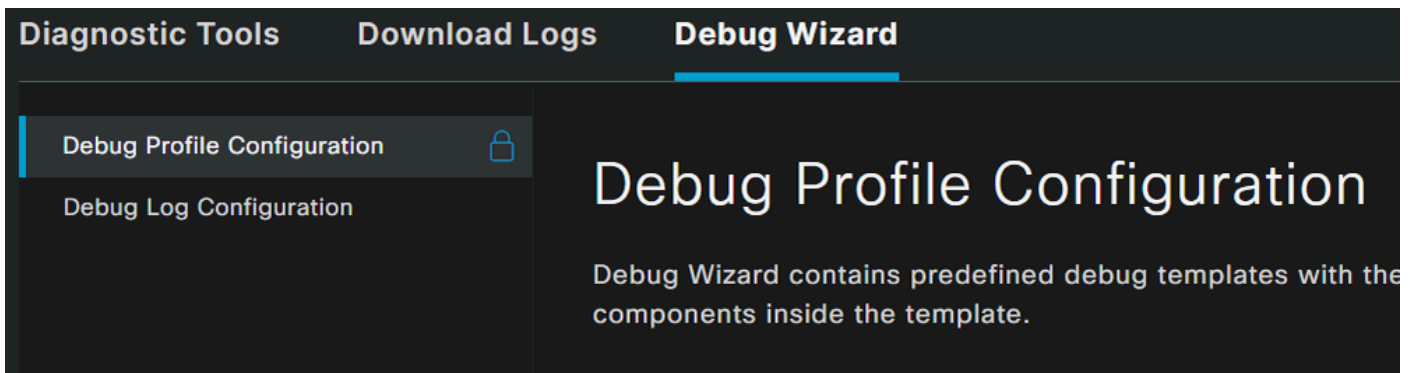 Diagnostic Tools Download Logs Debug Wizard
Debug Profile Configuration
Debug Log Configuration
Debug Profile Configuration
Debug Wizard contains predefined debug templates with the
components inside the template.